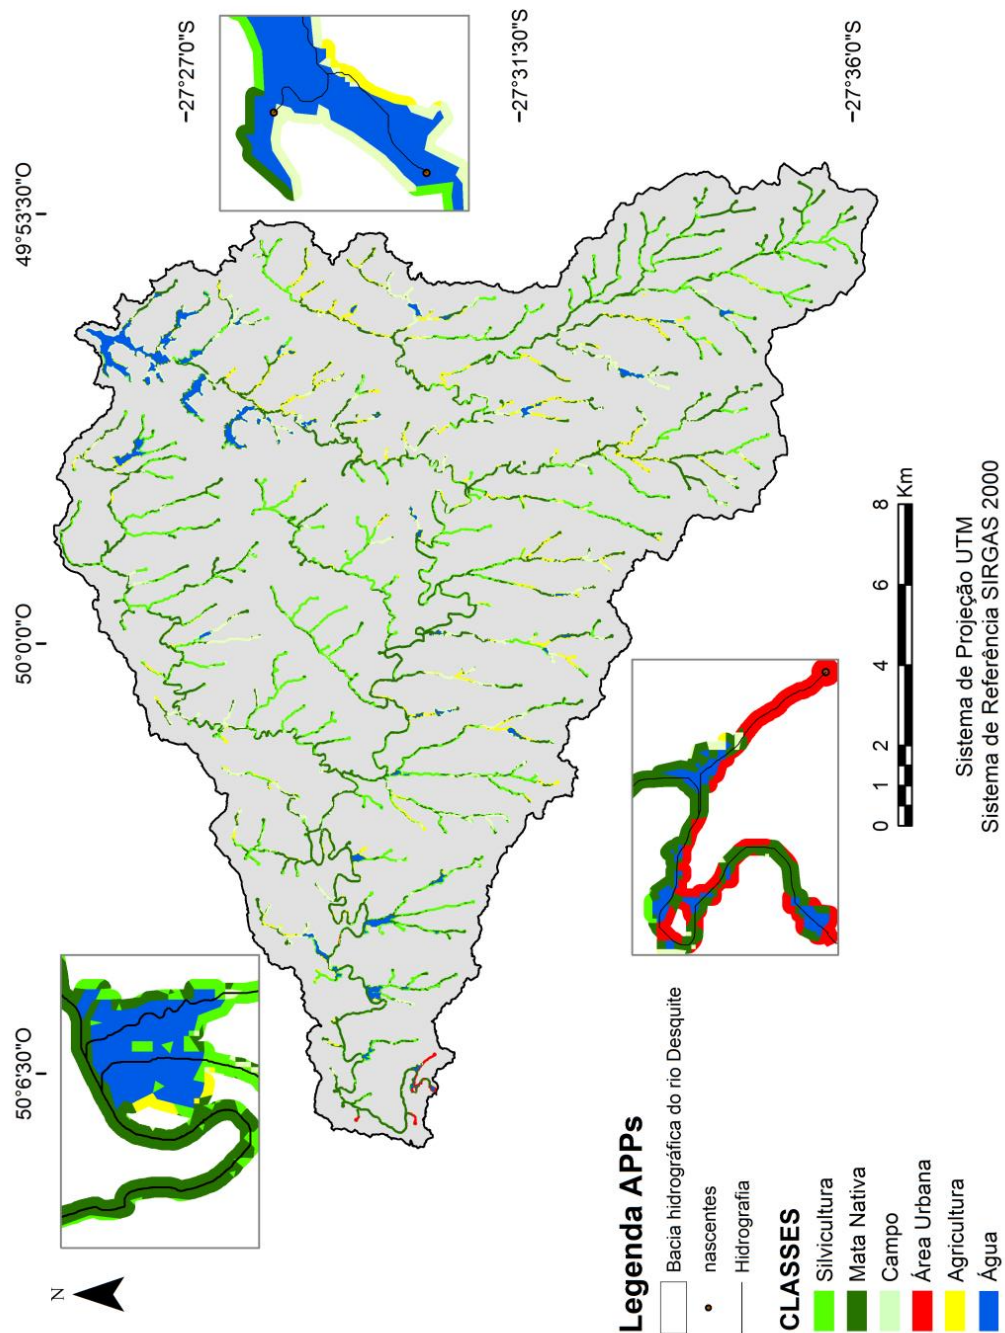 50°6'30"O
50°0'0"O
49°53'30"O
-27°27'0"S
-27°31'30"S
-27°36'0"S
N
Legenda APPs
Bacia hidrográfica do rio Desquite
nascentes
Hidrografia
CLASSES
Silvicultura
Mata Nativa
Campo
Área Urbana
Agricultura
Água
0 1 2 4 6 8
Km
Sistema de Projeção UTM
Sistema de Referência SIRGAS 2000